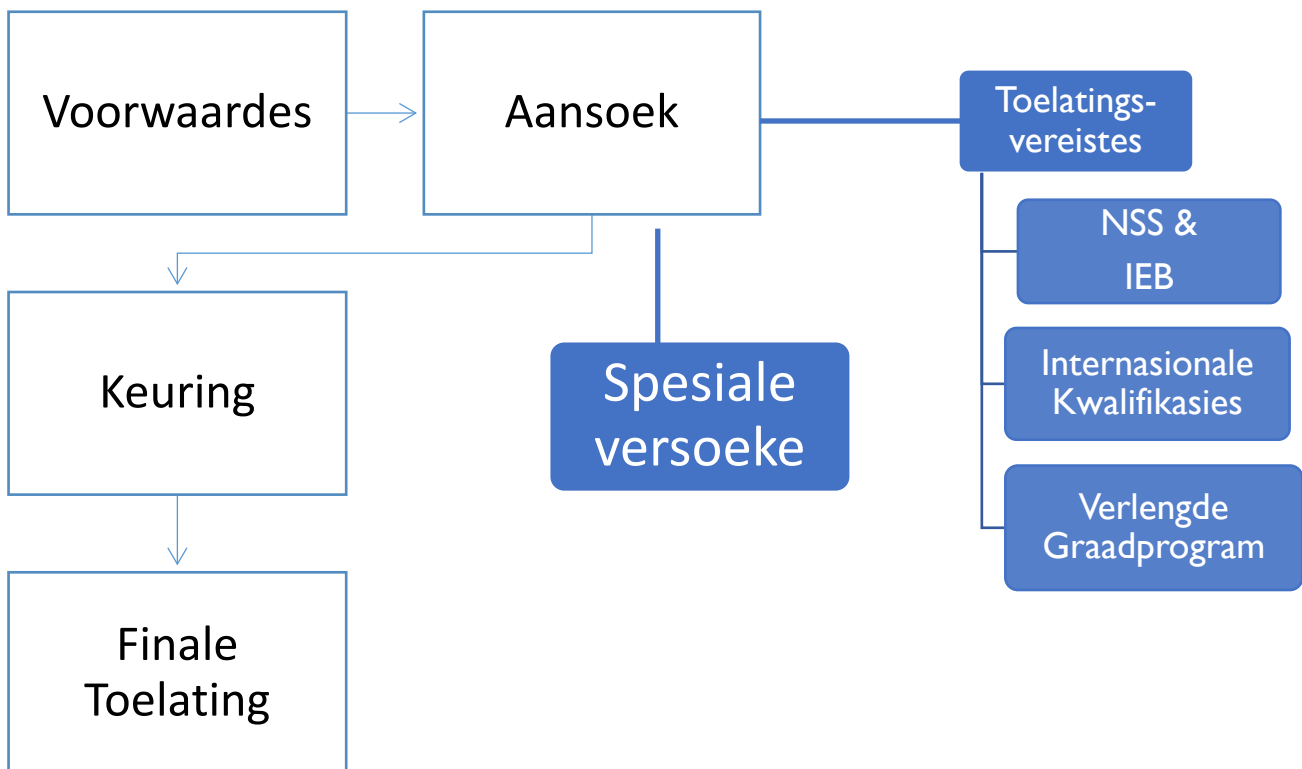 Voorwaardes
Aansoek
Toelatings-
vereistes
NSS &
IEB
Internasionale
Kwalifikasies
Verlengde
Graadprogram
Spesiale
versoeke
Keuring
Finale
Toelating